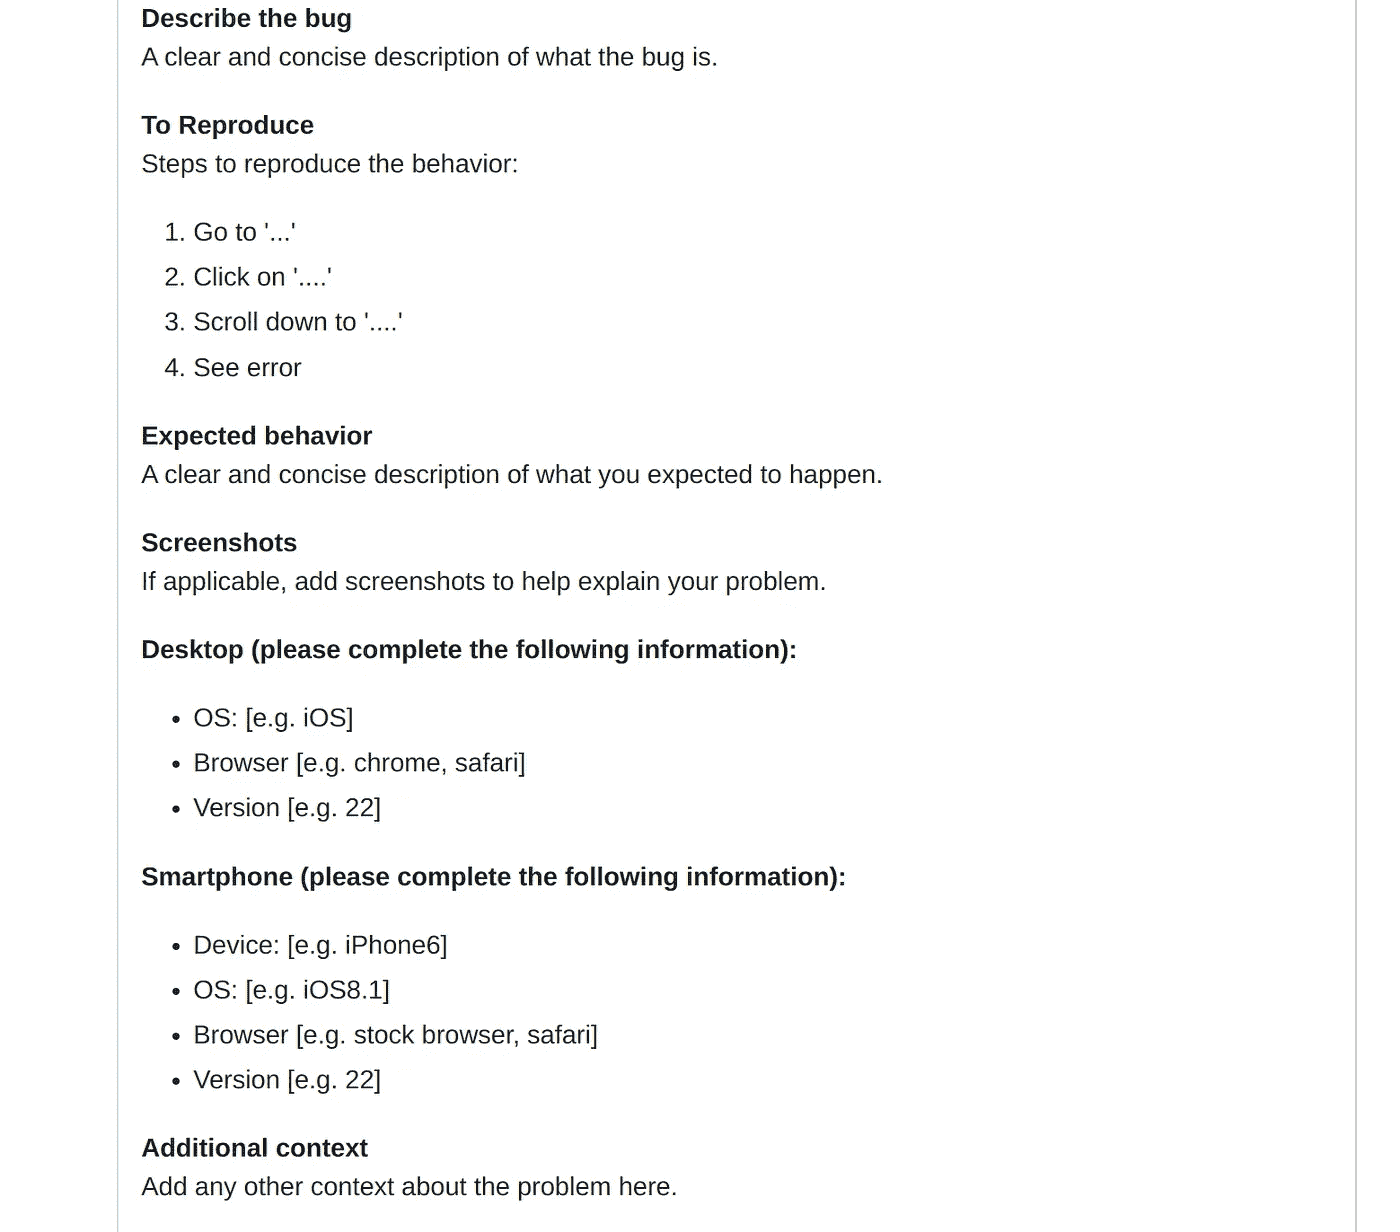 Describe the bug
A clear and concise description of what the bug is.
To Reproduce
Steps to reproduce the behavior:
1. Go to '...'
2. Click on '....'
3. Scroll down to '....'
4. See error
Expected behavior
A clear and concise description of what you expected to happen.
Screenshots
If applicable, add screenshots to help explain your problem.
Desktop (please complete the following information):
• OS: [e.g. iOS]
• Browser [e.g. chrome, safari]
• Version [e.g. 22]
Smartphone (please complete the following information):
• Device: [e.g. iPhone6]
• OS: [e.g. iOS8.1]
• Browser [e.g. stock browser, safari]
• Version [e.g. 22]
Additional context
Add any other context about the problem here.